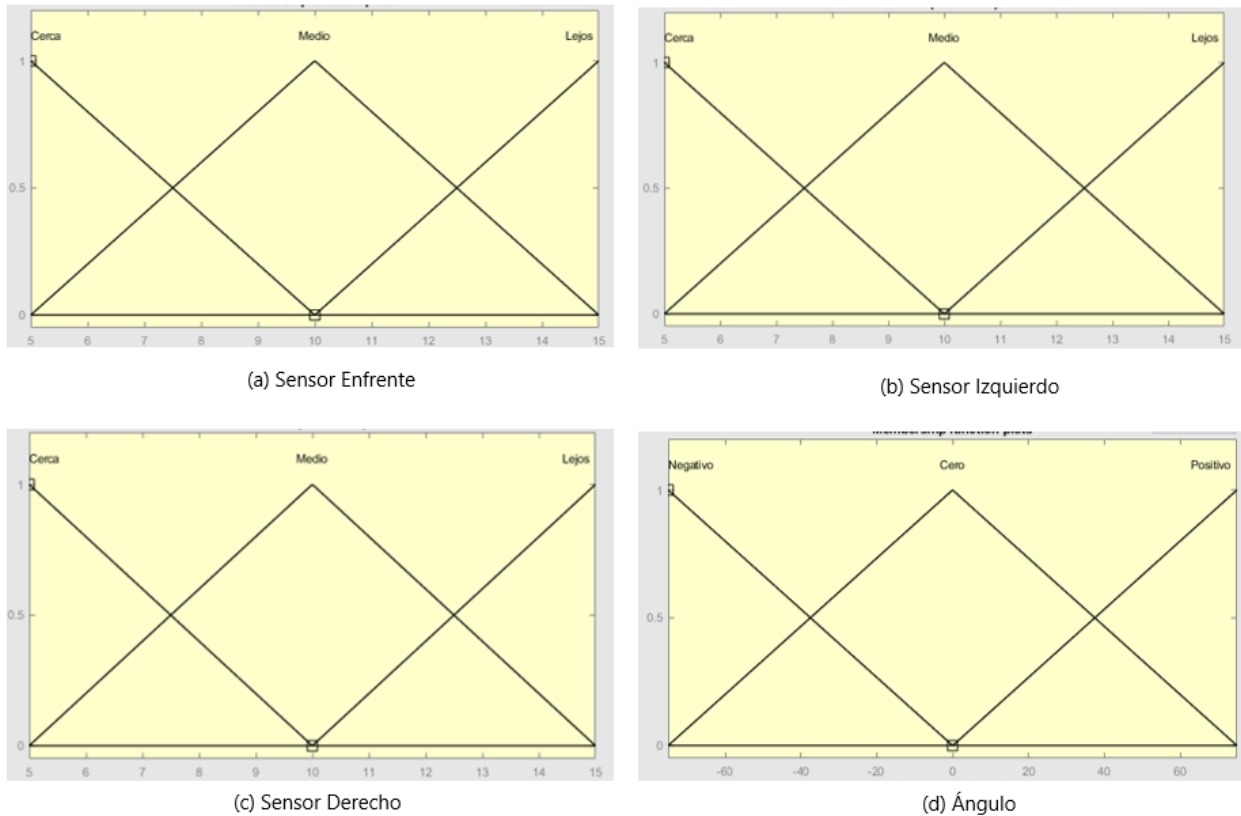 Cerca Medio Lejos
1
0.5
0
5 6 7 8 9 10 11 12 13 14 15
(a) Sensor Enfrente
Cerca Medio Lejos
1
0.5
0
5 6 7 8 9 10 11 12 13 14 15
(b) Sensor Izquierdo
Cerca Medio Lejos
1
0.5
0
5 6 7 8 9 10 11 12 13 14 15
(c) Sensor Derecho
Membership function plots
Negativo Cero Positivo
1
0.5
0
-60 -40 -20 0 20 40 60
(d) Ángulo